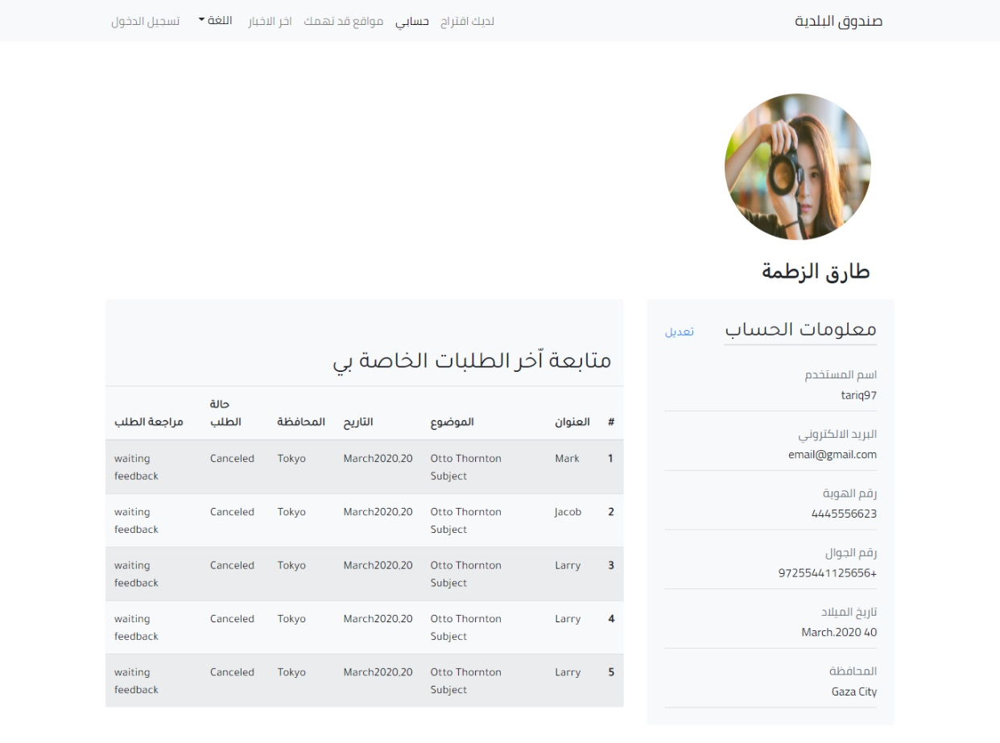 صندوق البلدية
لديك اقتراح
حسابي
مواقع قد تهمك
اخر الاخبار
اللغة
تسجيل الدخول
طارق الزطمة
معلومات الحساب
تعديل
اسم المستخدم
tariq97
البريد الالكتروني
email@gmail.com
رقم الهوية
4445556623
رقم الجوال
97255441125656+
تاريخ الميلاد
March.2020 40
المحافظة
Gaza City
متابعة آخر الطلبات الخاصة بي
# العنوان الموضوع التاريخ المحافظة حالة الطلب مراجعة الطلب
1 Mark Otto Thornton Subject March2020,20 Tokyo Canceled waiting feedback
2 Jacob Otto Thornton Subject March2020,20 Tokyo Canceled waiting feedback
3 Larry Otto Thornton Subject March2020,20 Tokyo Canceled waiting feedback
4 Larry Otto Thornton Subject March2020,20 Tokyo Canceled waiting feedback
5 Larry Otto Thornton Subject March2020,20 Tokyo Canceled waiting feedback